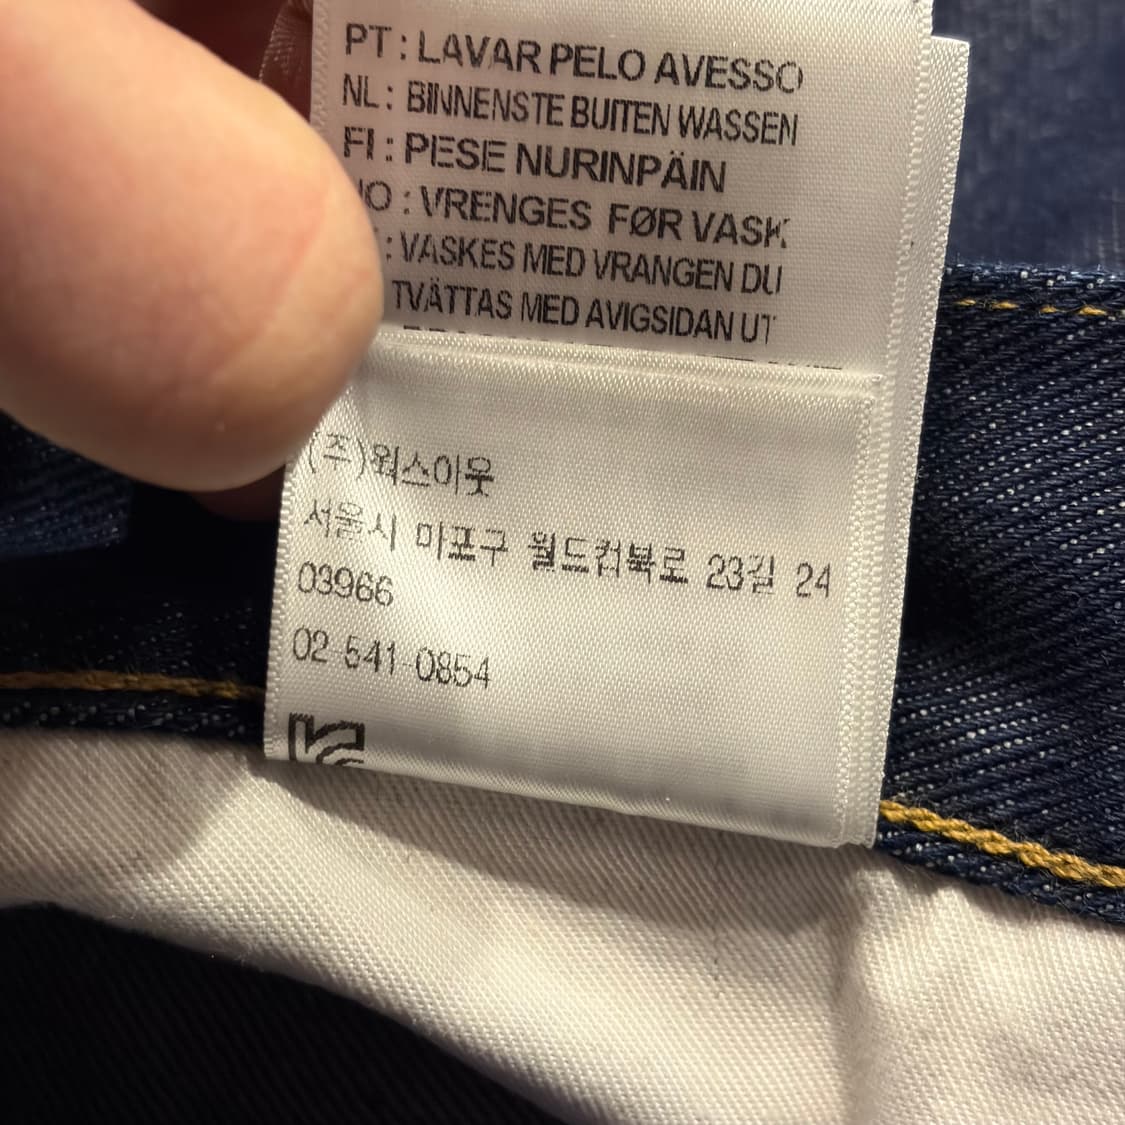 PT : LAVAR PELO AVESSO
NL : BINNENSTE BUITEN WASSEN
FI : PESE NURINPÄIN
: VRENGES FØR VASK
: VASKES MED VRANGEN DU
TVÄTTAS MED AVIGSIDAN UT
(주)웍스아웃
서울시 마포구 월드컵북로 23길 24
03966
02 541-0854